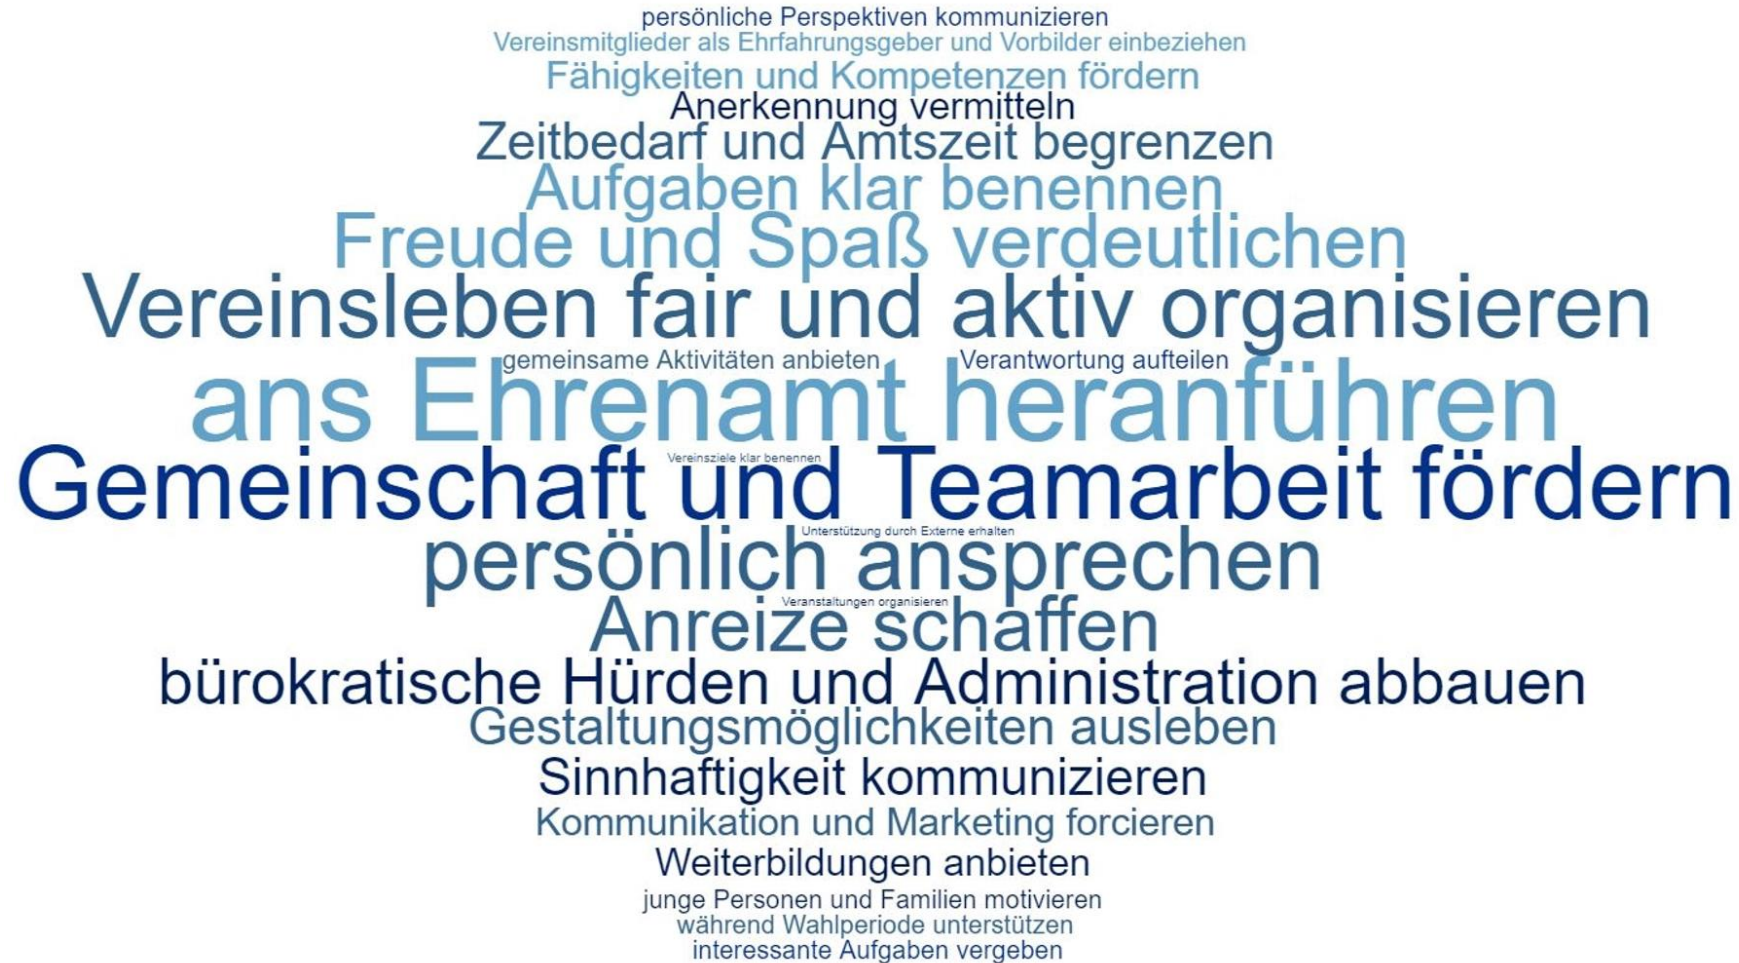 persönliche Perspektiven kommunizieren
Vereinsmitglieder als Ehrfahrungsgeber und Vorbilder einbeziehen
Fähigkeiten und Kompetenzen fördern
Anerkennung vermitteln
Zeitbedarf und Amtszeit begrenzen
Aufgaben klar benennen
Freude und Spaß verdeutlichen
Vereinsleben fair und aktiv organisieren
gemeinsame Aktivitäten anbieten
Verantwortung aufteilen
ans Ehrenamt heranführen
Vereinsziele klar benennen
Gemeinschaft und Teamarbeit fördern
Unterstützung durch Externe erhalten
persönlich ansprechen
Veranstaltungen organisieren
Anreize schaffen
bürokratische Hürden und Administration abbauen
Gestaltungsmöglichkeiten ausleben
Sinnhaftigkeit kommunizieren
Kommunikation und Marketing forcieren
Weiterbildungen anbieten
junge Personen und Familien motivieren
während Wahlperiode unterstützen
interessante Aufgaben vergeben